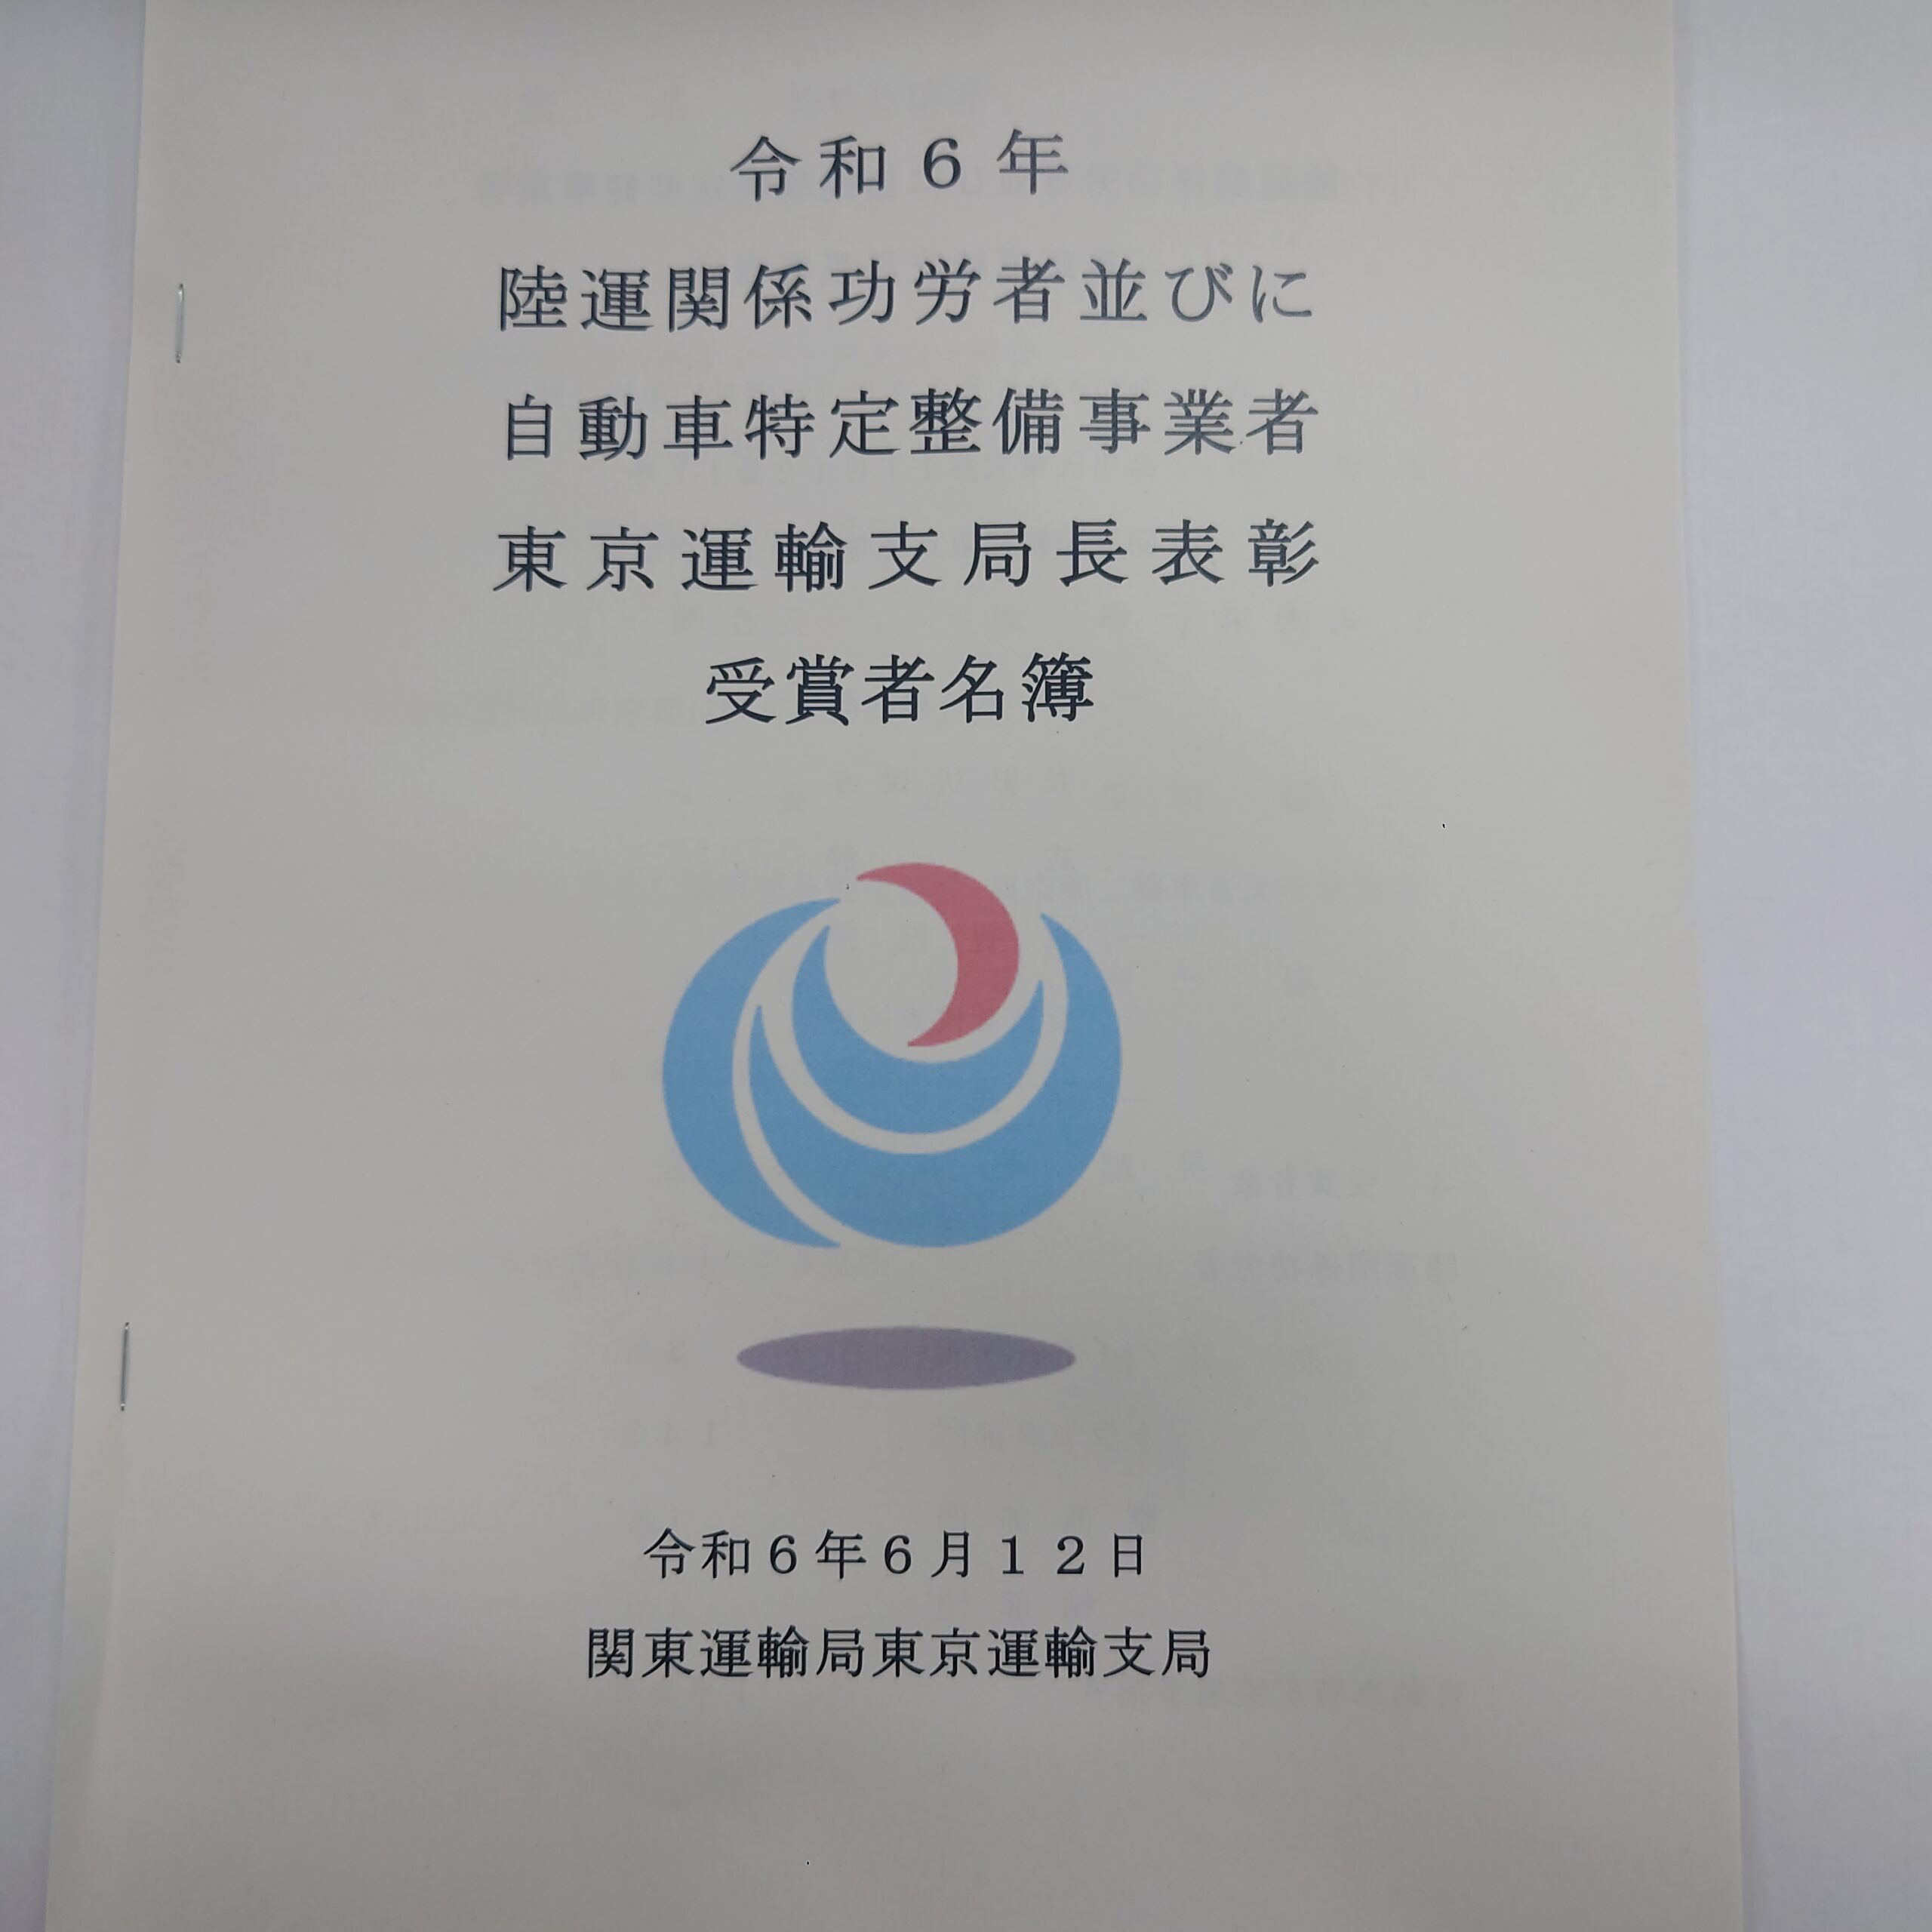 令和６年
陸運関係功労者並びに
自動車特定整備事業者
東京運輸支局長表彰
受賞者名簿
令和６年６月１２日
関東運輸局東京運輸支局